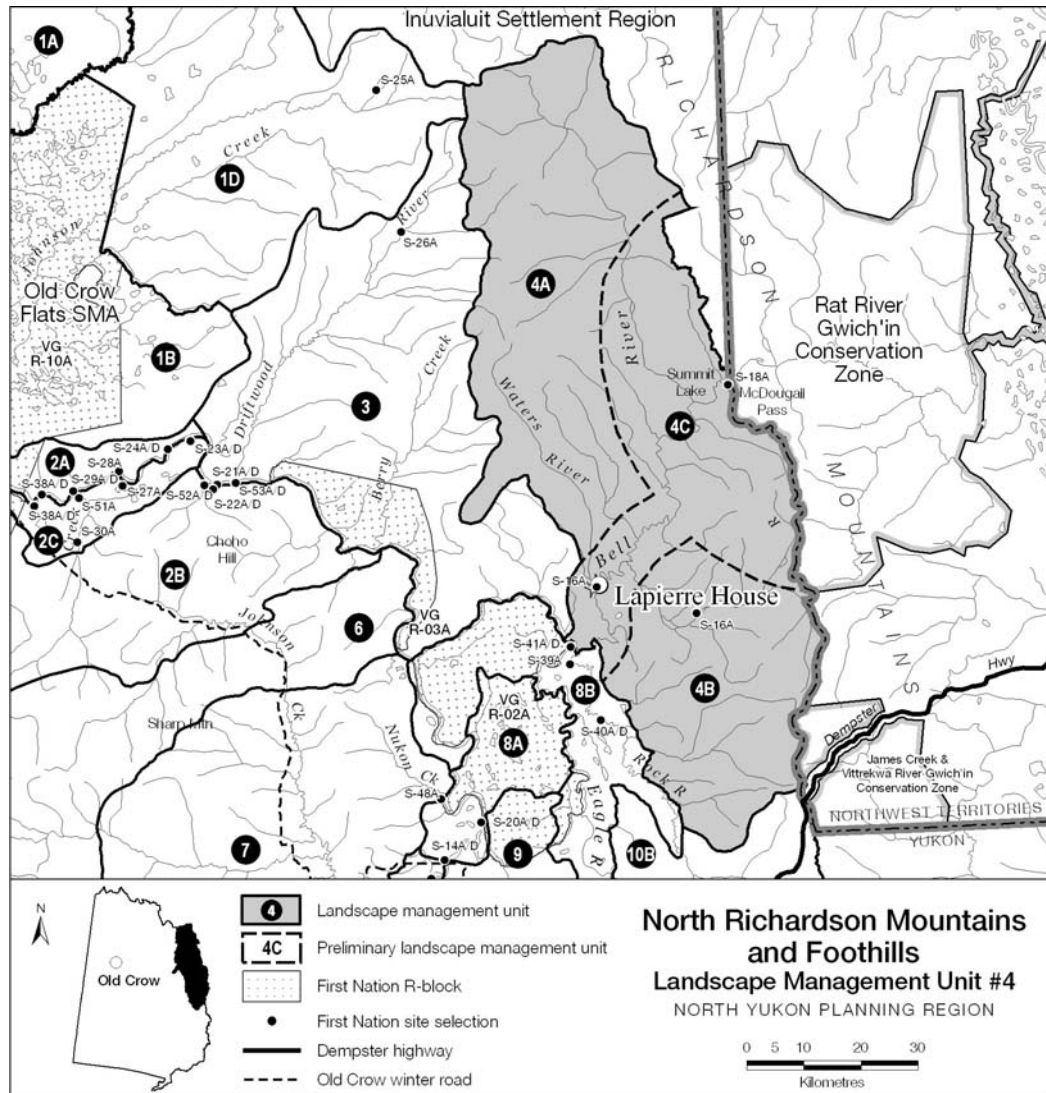 Inuvialuit Settlement Region
1A
S-25A
RICHARDSON
Creek
1D
River
S-26A
Johnson
4A
Old Crow
Flats SMA
VG
R-10A
Rat River
Gwich'in
Conservation
Zone
1B
River
Creek
Driftwood
3
Summit
Lake
S-18A
McDougall
Pass
Waters
4C
S-24A/D
S-23A/D
2A
S-28A
S-29A/D
S-38A/D
S-27A
S-21A/D
S-52A/D
S-53A/D
S-22A/D
S-51A
S-38A/D
Berry
River
MOUNTAINS
S-30A
2C
Choho
Hill
R
Bell
2B
S-16A
Lapierre House
S-16A
Johnson
VG
R-03A
6
S-41A/D
S-39A
8B
4B
VG
R-02A
Hwy
Sharp Mtn.
Ck
Nukon
Ck
8A
S-40A/D
Rock R
Dempster
James Creek &
Vittrekwa River Gwich'in
Conservation Zone
S-48A
Eagle R
NORTHWEST TERRITORIES
YUKON
S-20A/D
S-14A/D
7
9
10B
N
Old Crow
4 Landscape management unit
4C Preliminary landscape management unit
First Nation R-block
First Nation site selection
Dempster highway
Old Crow winter road
North Richardson Mountains
and Foothills
Landscape Management Unit #4
NORTH YUKON PLANNING REGION
0 5 10 20 30
Kilometres